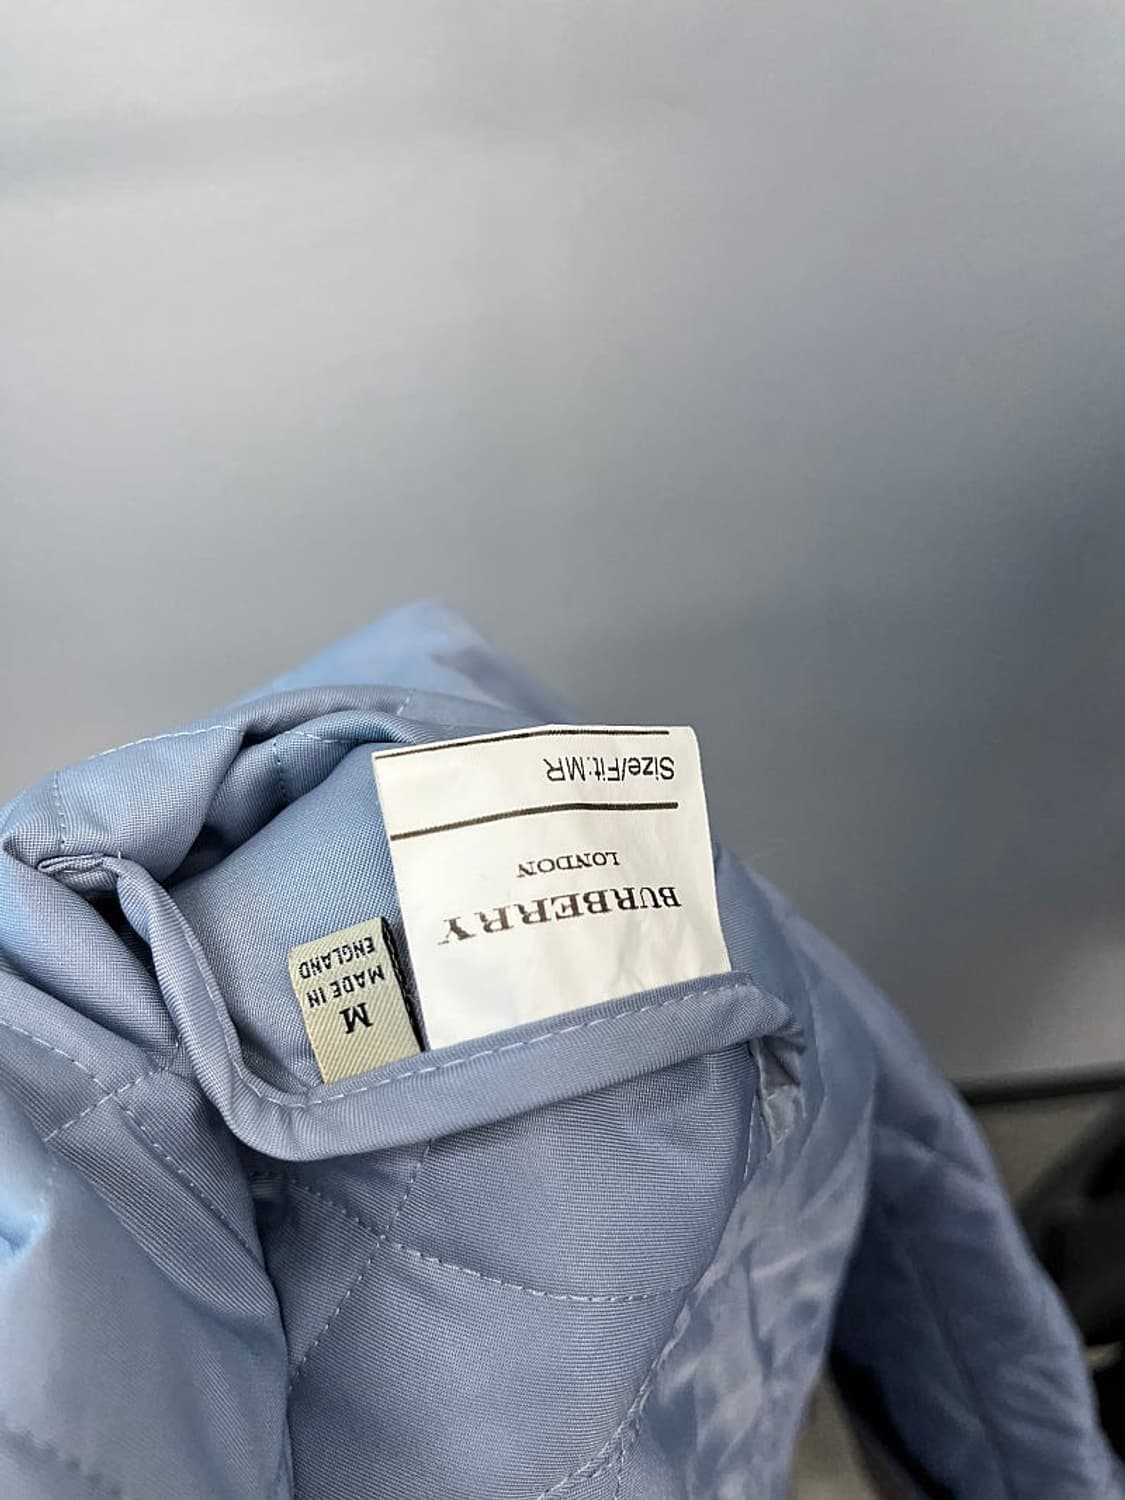 BURBERRY
LONDON
Size/Fit:MR
M
MADE IN
ENGLAND